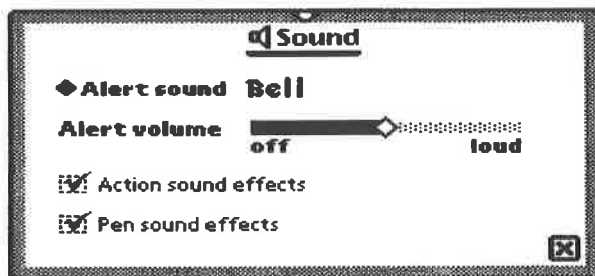 Sound
Alert sound Bell
Alert volume
off loud
Action sound effects
Pen sound effects